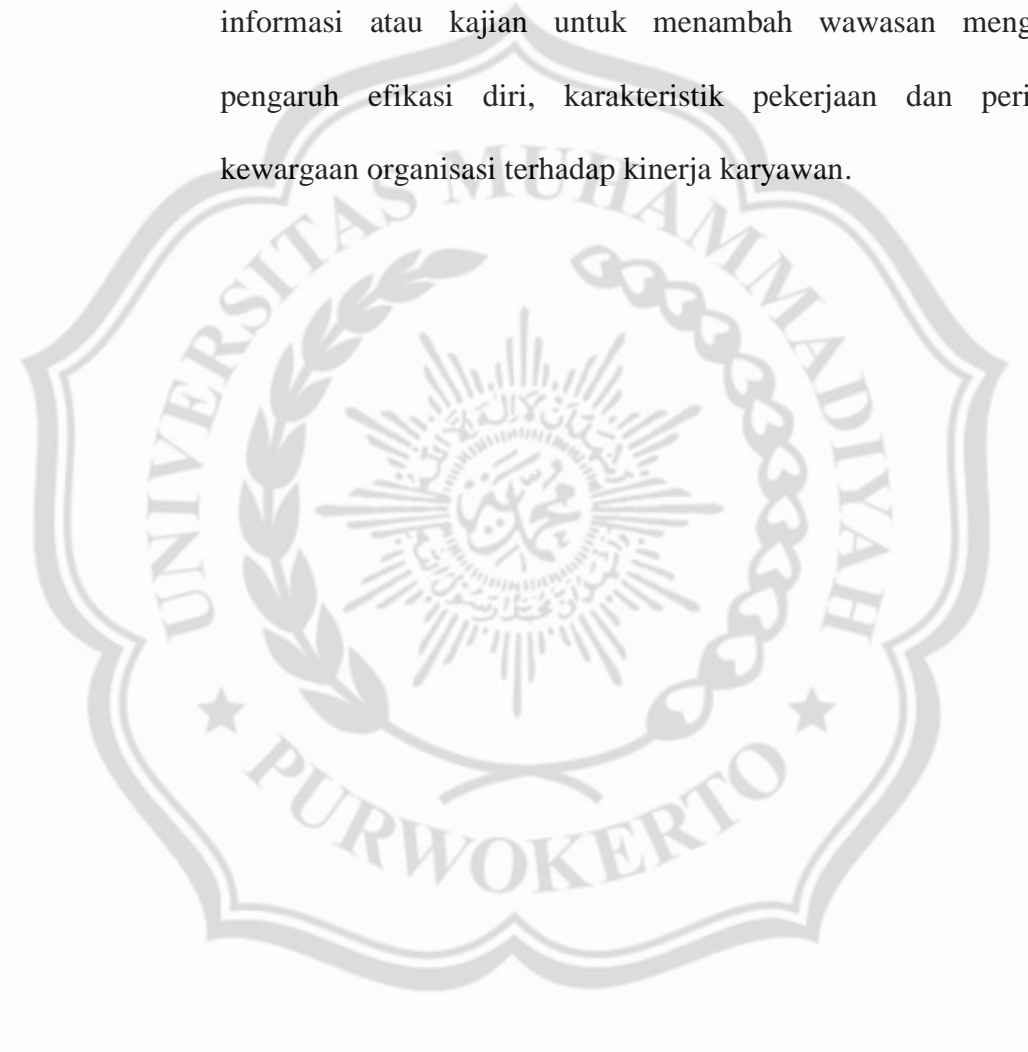 informasi atau kajian untuk menambah wawasan meng
pengaruh efikasi diri, karakteristik pekerjaan dan peri
kewargaan organisasi terhadap kinerja karyawan.
UNIVERSITAS MUHAMMADIYAH
محمد
PURWOKERTO